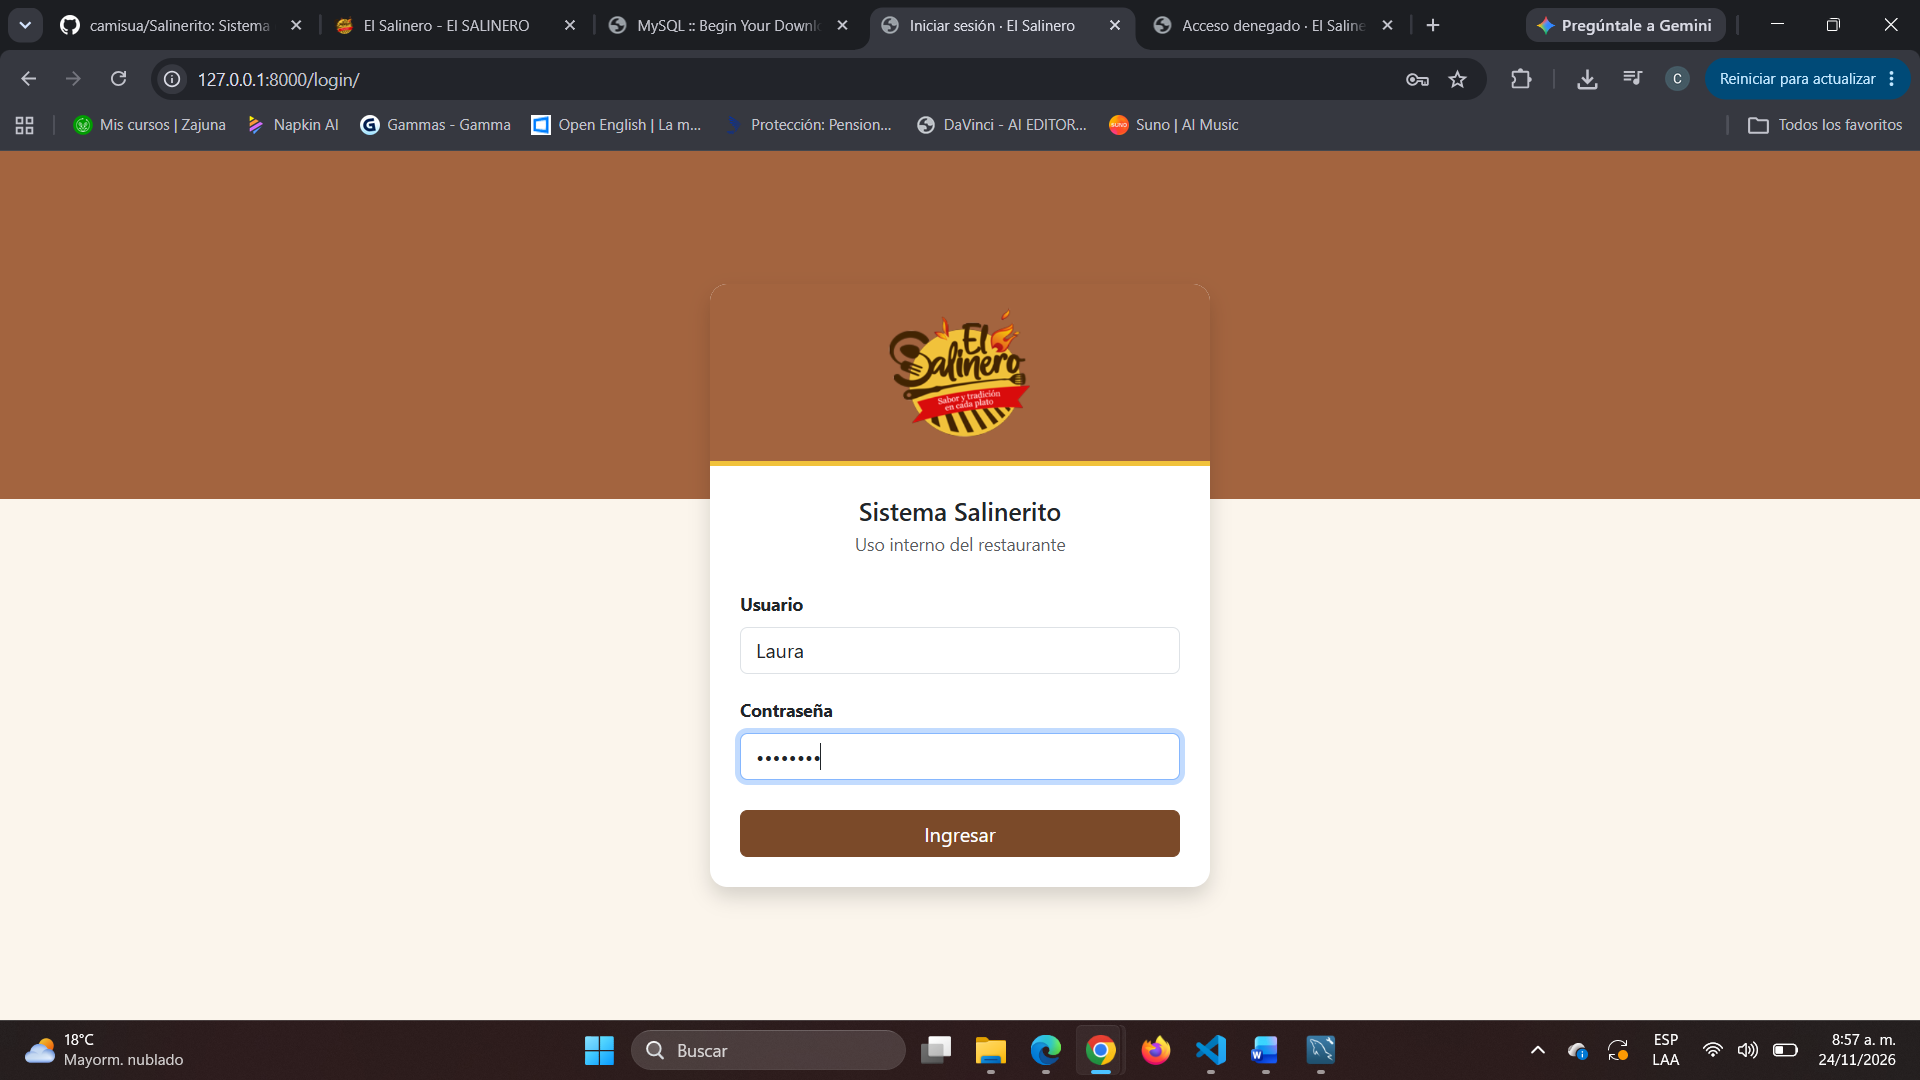 camisua/Salinerito: Sistema
El Salinero - El SALINERO
MySQL :: Begin Your Downlo
Iniciar sesión · El Salinero
Acceso denegado · El Saline
Pregúntale a Gemini
127.0.0.1:8000/login/
C
Reiniciar para actualizar
Mis cursos | Zajuna
Napkin AI
Gammas - Gamma
Open English | La m...
Protección: Pension...
DaVinci - AI EDITOR...
SUNO
Suno | AI Music
Todos los favoritos
El
Salinero
Sabor y tradición
en cada plato
Sistema Salinerito
Uso interno del restaurante
Usuario
Laura
Contraseña
••••••••
Ingresar
18°C
Mayorm. nublado
Buscar
ESP
LAA
8:57 a. m.
24/11/2026